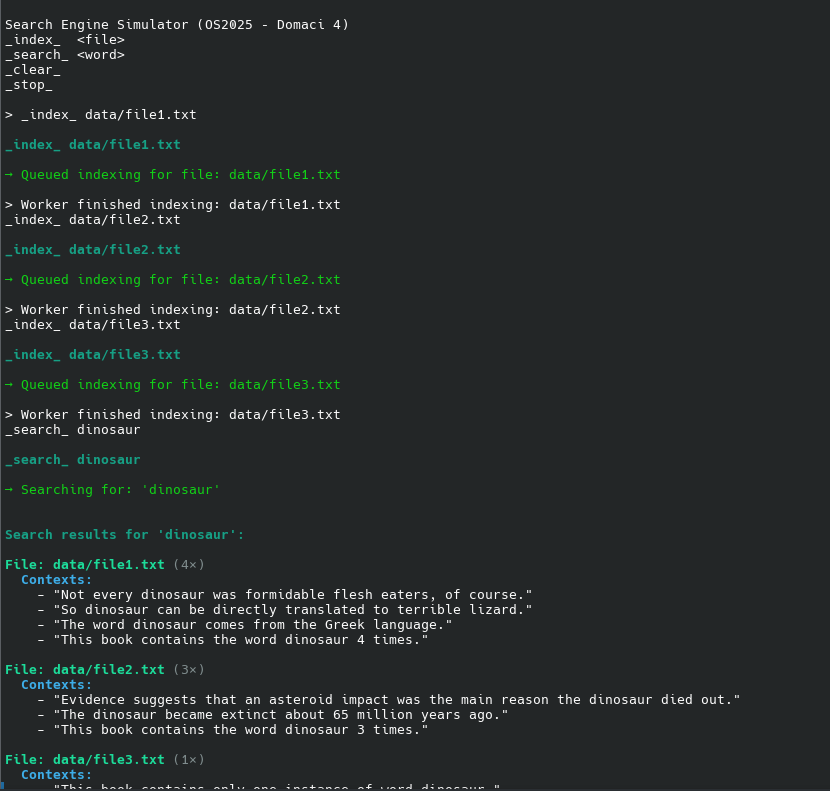 Search Engine Simulator (OS2025 - Domaci 4)
_index_  <file>
_search_ <word>
_clear_
_stop_
> _index_ data/file1.txt
_index_ data/file1.txt
→ Queued indexing for file: data/file1.txt
> Worker finished indexing: data/file1.txt
_index_ data/file2.txt
_index_ data/file2.txt
→ Queued indexing for file: data/file2.txt
> Worker finished indexing: data/file2.txt
_index_ data/file3.txt
_index_ data/file3.txt
→ Queued indexing for file: data/file3.txt
> Worker finished indexing: data/file3.txt
_search_ dinosaur
_search_ dinosaur
→ Searching for: 'dinosaur'
Search results for 'dinosaur':
File: data/file1.txt (4×)
Contexts:
- "Not every dinosaur was formidable flesh eaters, of course."
- "So dinosaur can be directly translated to terrible lizard."
- "The word dinosaur comes from the Greek language."
- "This book contains the word dinosaur 4 times."
File: data/file2.txt (3×)
Contexts:
- "Evidence suggests that an asteroid impact was the main reason the dinosaur died out."
- "The dinosaur became extinct about 65 million years ago."
- "This book contains the word dinosaur 3 times."
File: data/file3.txt (1×)
Contexts:
- "This book contains only one instance of word dinosaur."